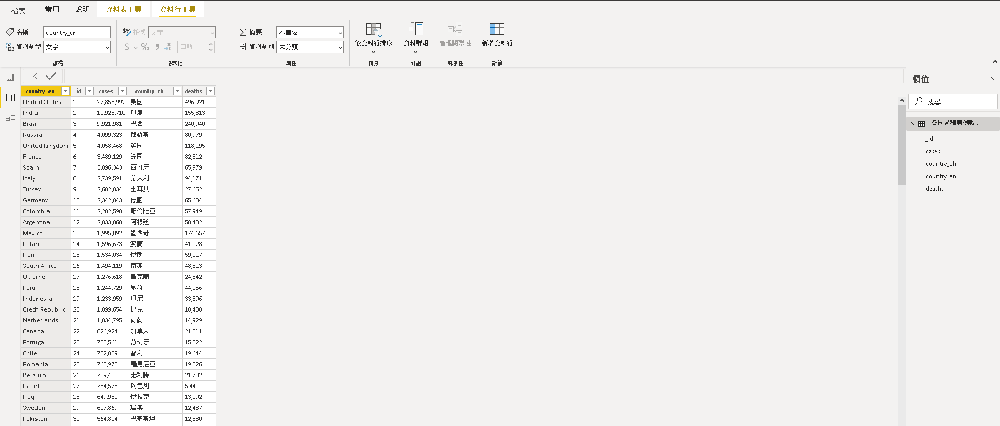 檔案 常用 說明 資料表工具 資料行工具
名稱 country_en $% 格式 文字 摘要 不摘要
資料類型 文字 $ % 自動 資料類別 未分類 依資料行排序 資料群組 管理關聯性 新增資料行
結構 格式化 屬性 排序 群組 關聯性 計算
欄位
搜尋
各國累積病例數...
_id
cases
country_ch
country_en
deaths
country_en _id cases country_ch deaths
United States 1 27,853,992 美國 496,921
India 2 10,925,710 印度 155,813
Brazil 3 9,921,981 巴西 240,940
Russia 4 4,099,323 俄羅斯 80,979
United Kingdom 5 4,058,468 英國 118,195
France 6 3,489,129 法國 82,812
Spain 7 3,096,343 西班牙 65,979
Italy 8 2,739,591 義大利 94,171
Turkey 9 2,602,034 土耳其 27,652
Germany 10 2,342,843 德國 65,604
Colombia 11 2,202,598 哥倫比亞 57,949
Argentina 12 2,033,060 阿根廷 50,432
Mexico 13 1,995,892 墨西哥 174,657
Poland 14 1,596,673 波蘭 41,028
Iran 15 1,534,034 伊朗 59,117
South Africa 16 1,494,119 南非 48,313
Ukraine 17 1,276,618 烏克蘭 24,542
Peru 18 1,244,729 秘魯 44,056
Indonesia 19 1,233,959 印尼 33,596
Czech Republic 20 1,099,654 捷克 18,430
Netherlands 21 1,034,795 荷蘭 14,929
Canada 22 826,924 加拿大 21,311
Portugal 23 788,561 葡萄牙 15,522
Chile 24 782,039 智利 19,644
Romania 25 765,970 羅馬尼亞 19,526
Belgium 26 739,488 比利時 21,702
Israel 27 734,575 以色列 5,441
Iraq 28 649,982 伊拉克 13,192
Sweden 29 617,869 瑞典 12,487
Pakistan 30 564,824 巴基斯坦 12,380